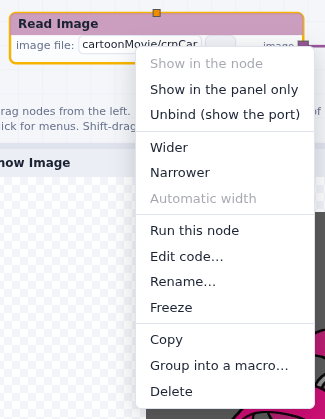 Read Image
image file: cartoonMovie/crpCar
image
Show in the node
Show in the panel only
Unbind (show the port)
rag nodes from the left.
of
ick for menus. Shift-drag
Wider
now Image
Narrower
Automatic width
Run this node
Edit code...
Rename...
Freeze
Copy
Group into a macro...
Delete